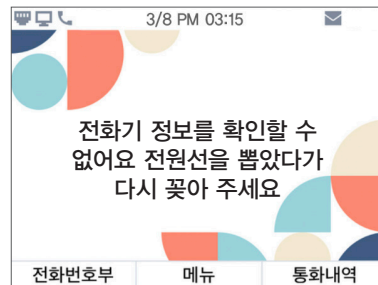 3/8 PM 03:15
전화기 정보를 확인할 수
없어요 전원선을 뽑았다가
다시 꽂아 주세요
전화번호부 메뉴 통화내역